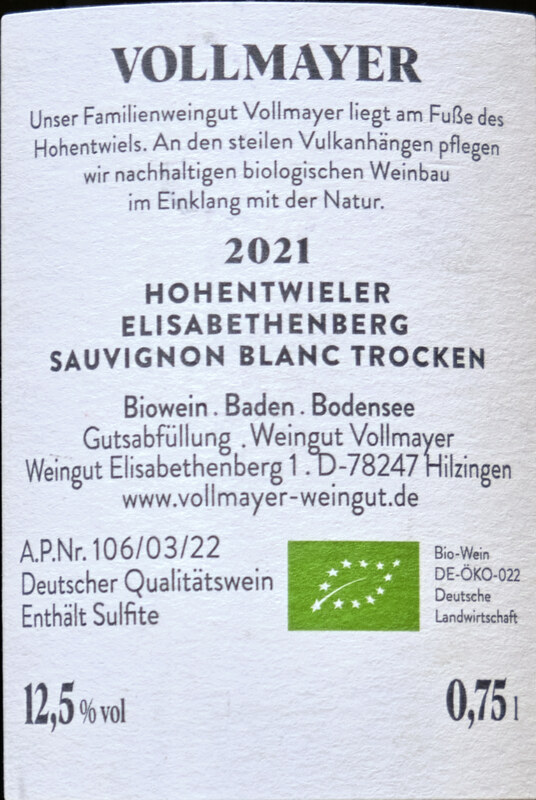 VOLLMAYER
Unser Familienweingut Vollmayer liegt am Fuße des
Hohentwiels. An den steilen Vulkanhängen pflegen
wir nachhaltigen biologischen Weinbau
im Einklang mit der Natur.
2021
HOHENTWIELER
ELISABETHENBERG
SAUVIGNON BLANC TROCKEN
Biowein . Baden . Bodensee
Gutsabfüllung . Weingut Vollmayer
Weingut Elisabethenberg 1 . D-78247 Hilzingen
www.vollmayer-weingut.de
A.P.Nr. 106/03/22
Deutscher Qualitätswein
Enthält Sulfite
Bio-Wein
DE-ÖKO-022
Deutsche
Landwirtschaft
12,5 % vol
0,75 l